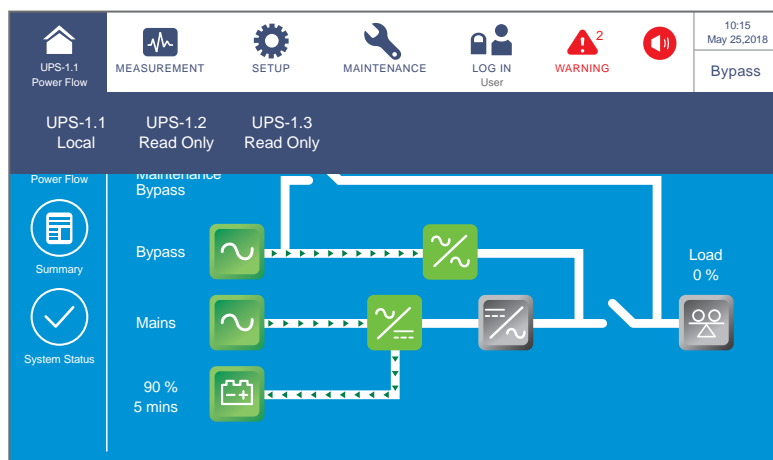 10:15
May 25,2018
2
UPS-1.1
Power Flow
MEASUREMENT
SETUP
MAINTENANCE
LOG IN
User
WARNING
Bypass
UPS-1.1
Local
UPS-1.2
Read Only
UPS-1.3
Read Only
Power Flow
Maintenance
Bypass
Bypass
Load
0 %
Summary
Mains
System Status
90 %
5 mins